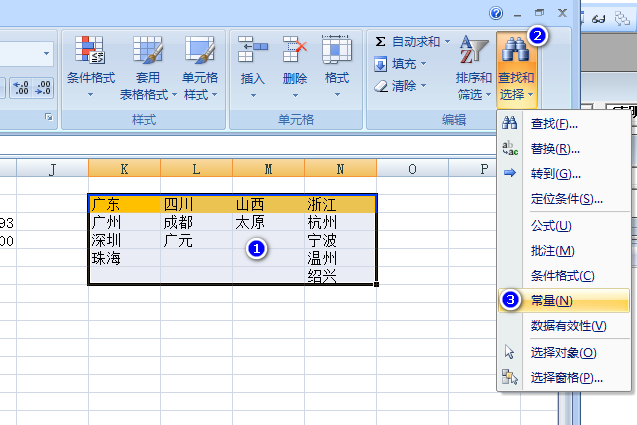 Σ 自动求和
填充
清除
条件格式
套用
表格格式
单元格
样式
插入
删除
格式
排序和
筛选
查找和
选择
2
样式
单元格
编辑
J K L M N O P
广东 四川 山西 浙江
93 广州 成都 太原 杭州
00 深圳 广元 宁波
珠海 温州
绍兴
1
查找(F)...
替换(R)...
转到(G)...
定位条件(S)...
公式(U)
批注(M)
条件格式(C)
3 常量(N)
数据有效性(V)
选择对象(O)
选择窗格(P)...